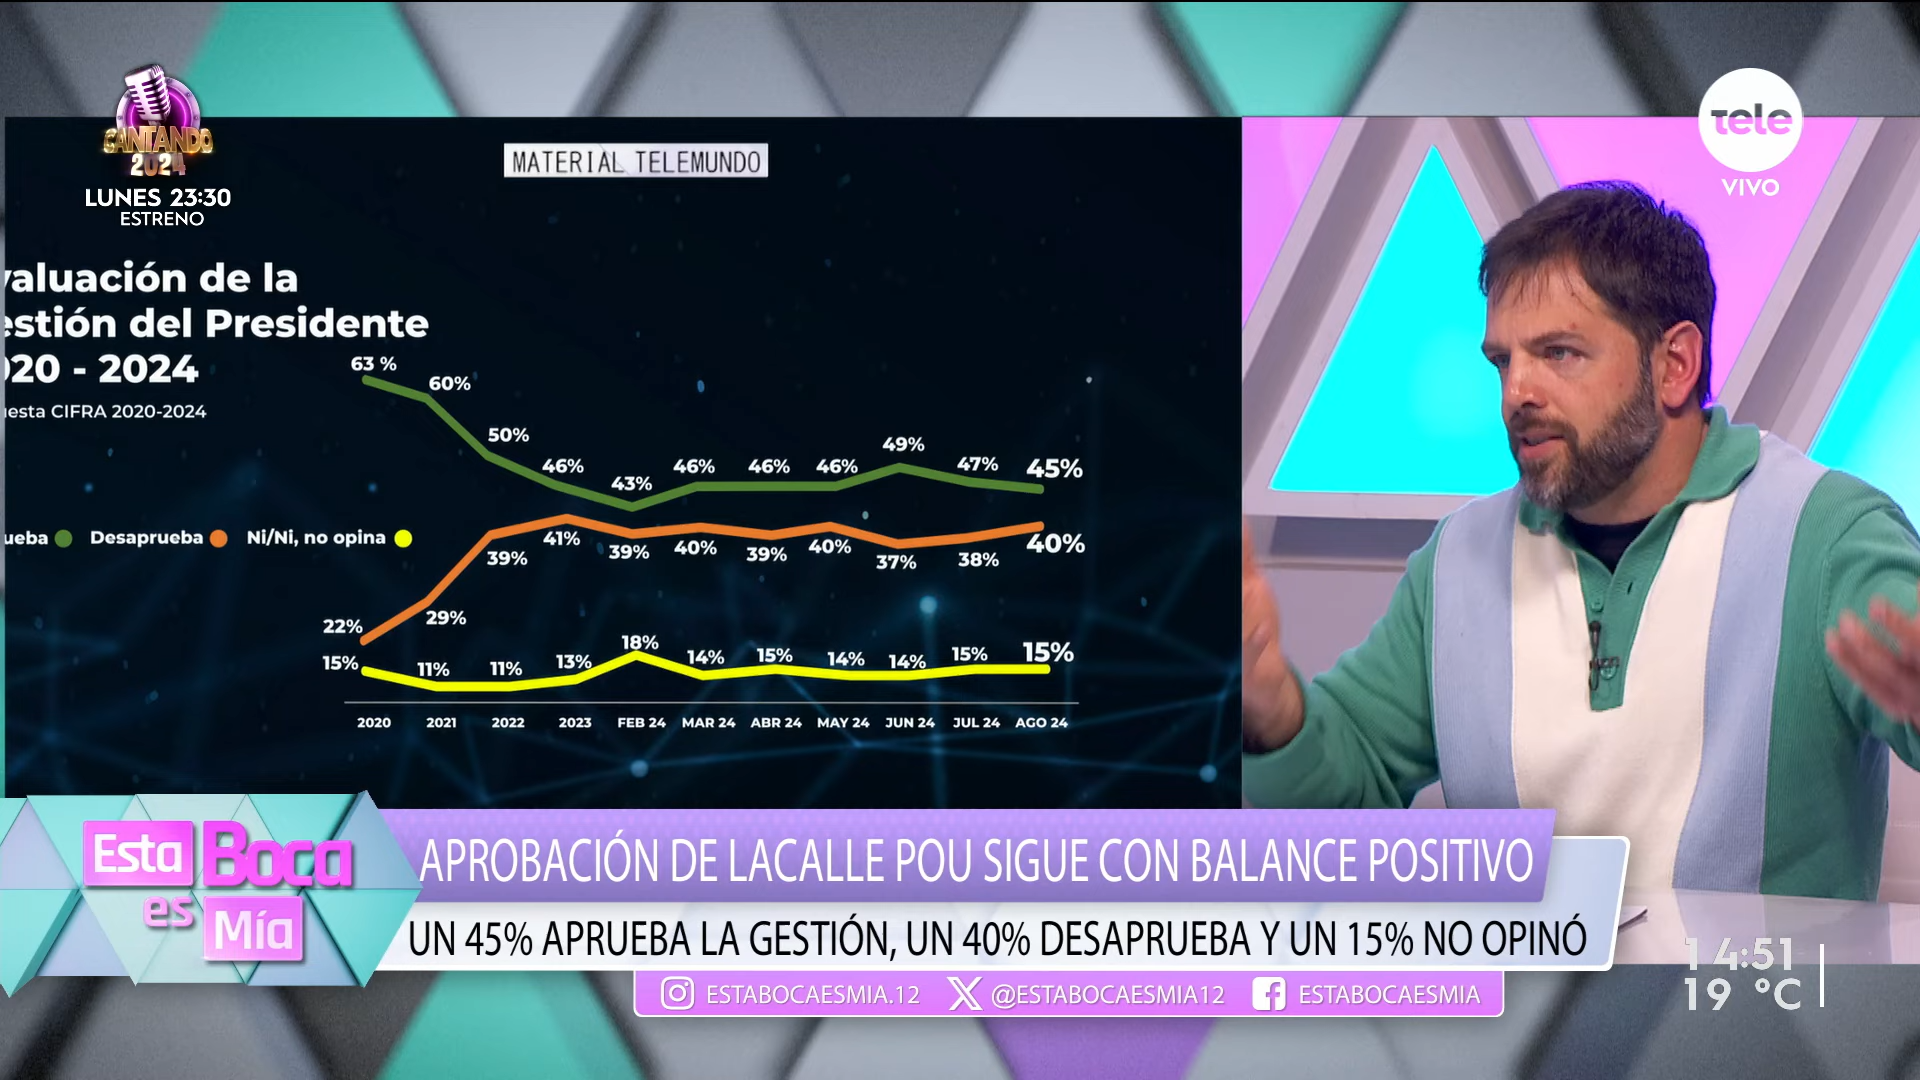 CANTANDO
2024
LUNES 23:30
ESTRENO
MATERIAL TELEMUNDO
tele
VIVO
valuación de la
estión del Presidente
020 - 2024
uesta CIFRA 2020-2024
ueba Desaprueba Ni/Ni, no opina
63 % 60% 50% 46% 43% 46% 46% 46% 49% 47% 45%
22% 29% 39% 41% 39% 40% 39% 40% 37% 38% 40%
15% 11% 11% 13% 18% 14% 15% 14% 14% 15% 15%
2020 2021 2022 2023 FEB 24 MAR 24 ABR 24 MAY 24 JUN 24 JUL 24 AGO 24
Esta Boca
es Mía
APROBACIÓN DE LACALLE POU SIGUE CON BALANCE POSITIVO
UN 45% APRUEBA LA GESTIÓN, UN 40% DESAPRUEBA Y UN 15% NO OPINÓ
ESTABOCAESMIA.12 @ESTABOCAESMIA12 ESTABOCAESMIA
14:51
19 °C